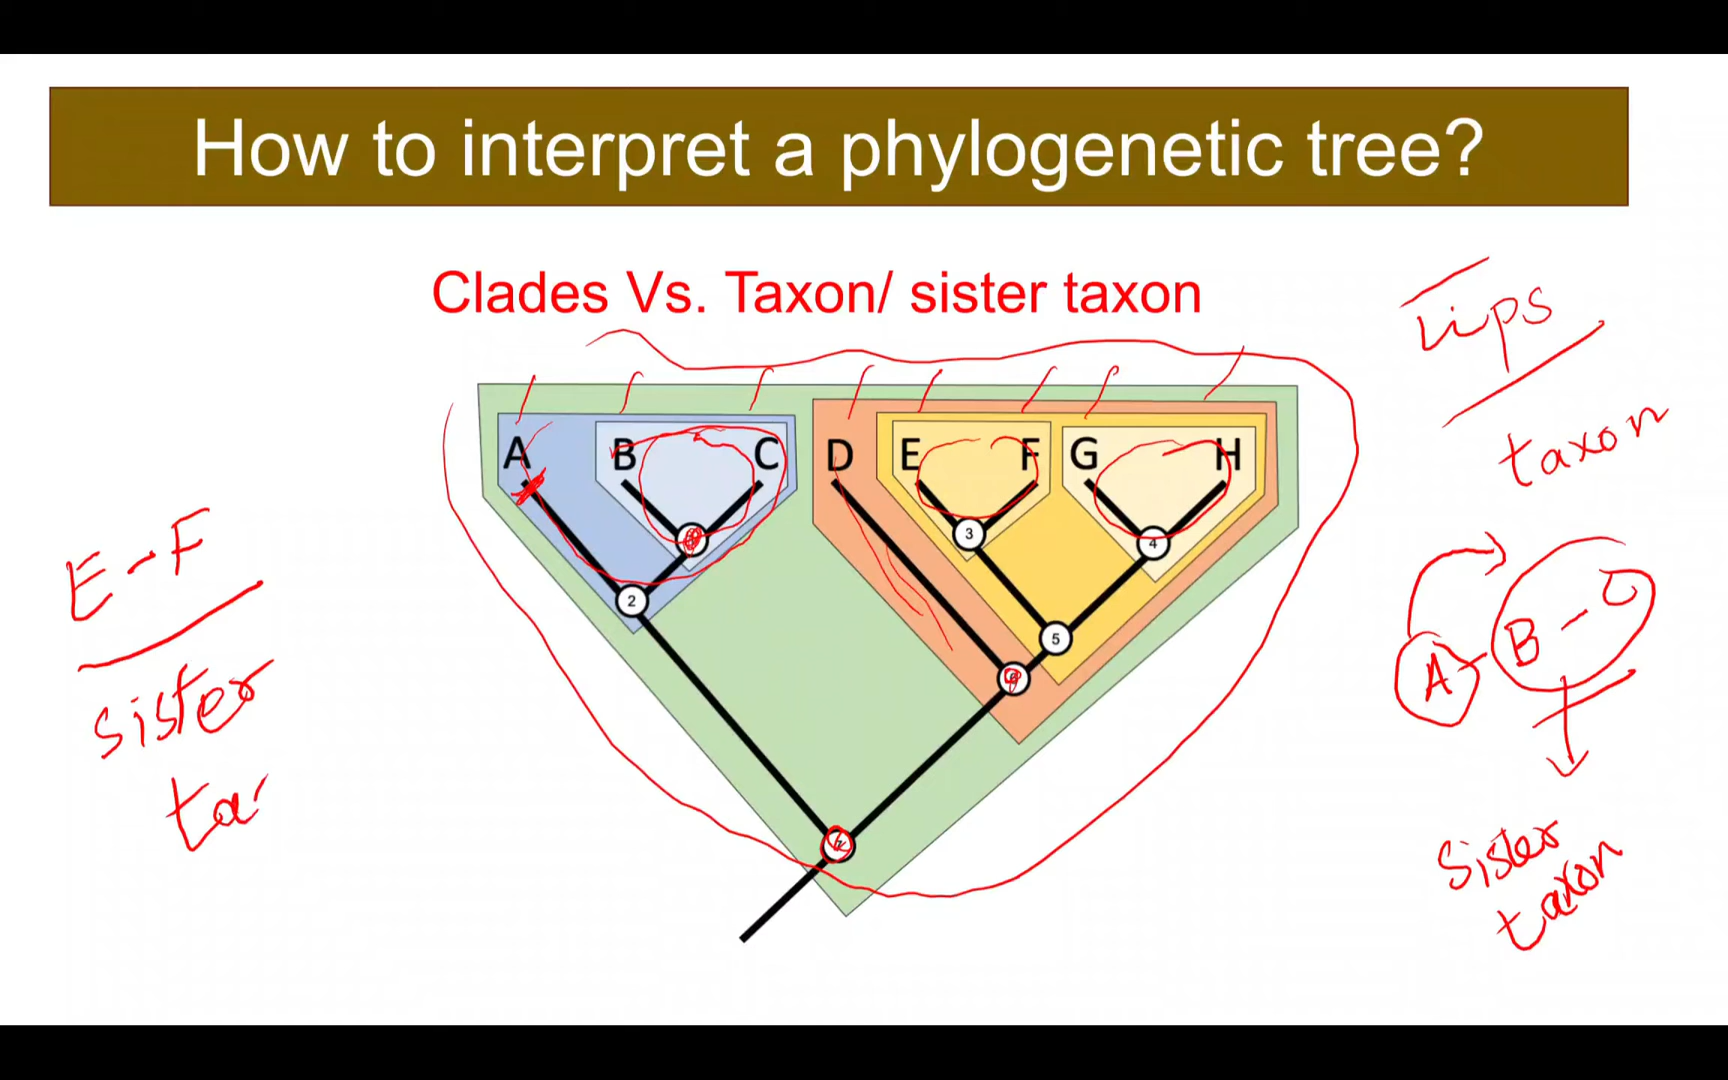 How to interpret a phylogenetic tree?
Clades Vs. Taxon/ sister taxon
Tips
taxon
A B C D E F G H
3
4
2
5
E-F
sister
ta
A - B - C
Sister
taxon